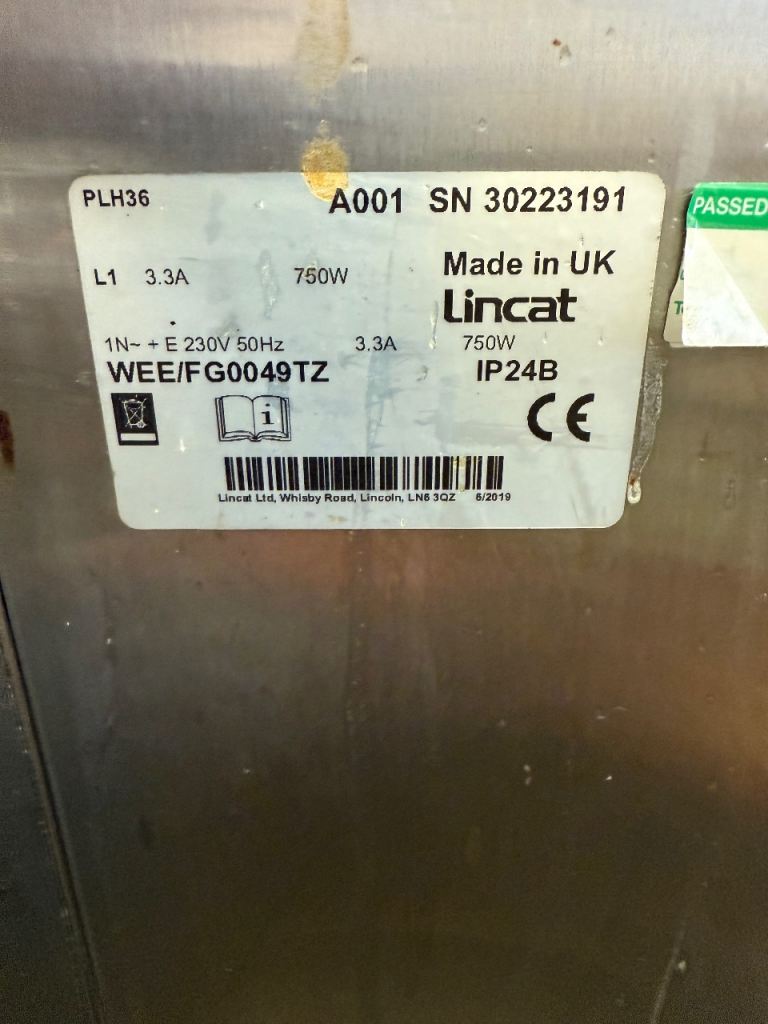 PLH36 A001 SN 30223191
PASSED
L1 3.3A 750W Made in UK
Lincat
1N~ + E 230V 50Hz 3.3A 750W
WEE/FG0049TZ IP24B
i CE
Lincat Ltd, Whisby Road, Lincoln, LN6 3QZ 6/2019